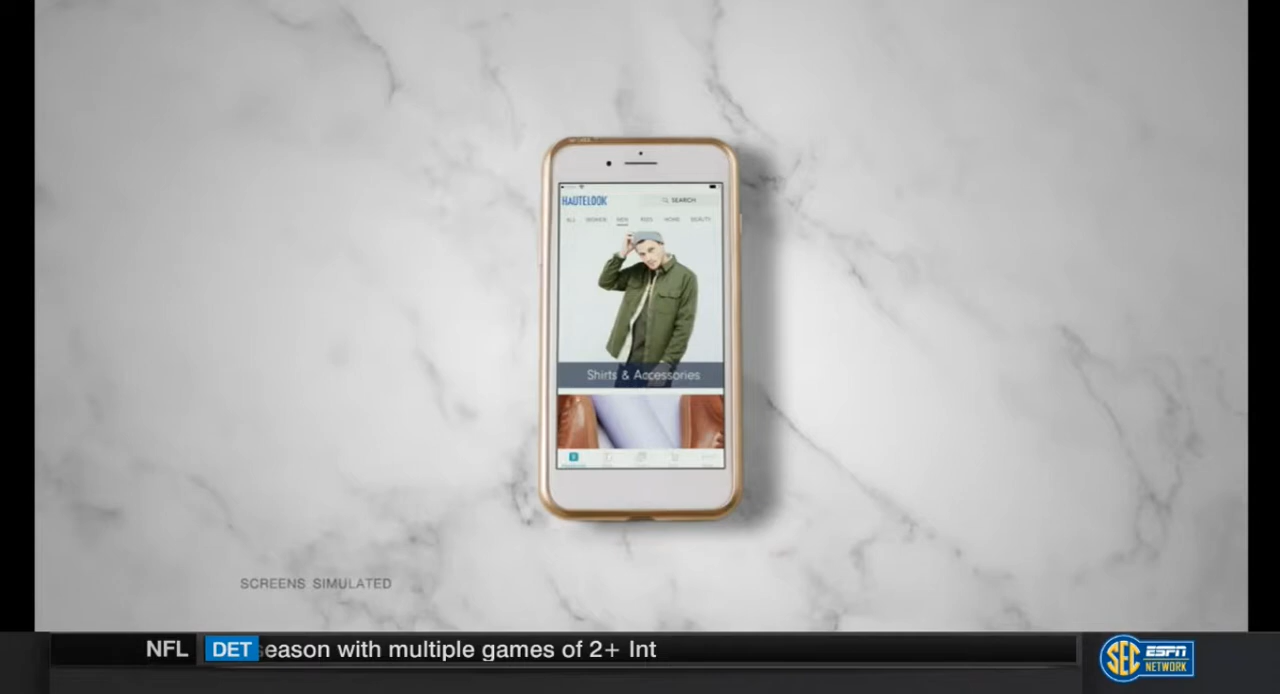 HAUTELOOK
SEARCH
ALL WOMEN MEN KIDS HOME BEAUTY
Shirts & Accessories
SCREENS SIMULATED
NFL DET eason with multiple games of 2+ Int
SEC ESPN
NETWORK